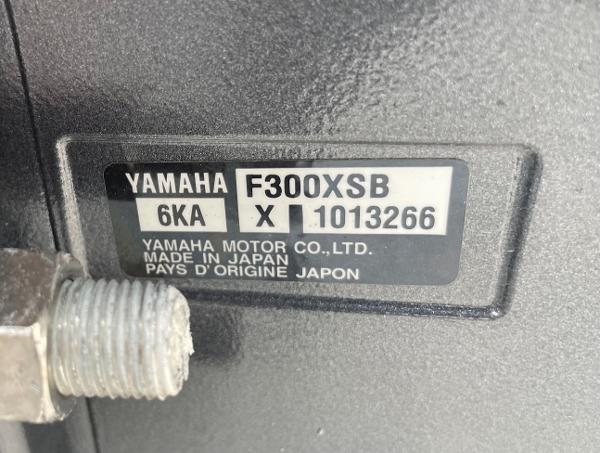 YAMAHA F300XSB
6KA X 1013266
YAMAHA MOTOR CO.,LTD.
MADE IN JAPAN
PAYS D'ORIGINE JAPON